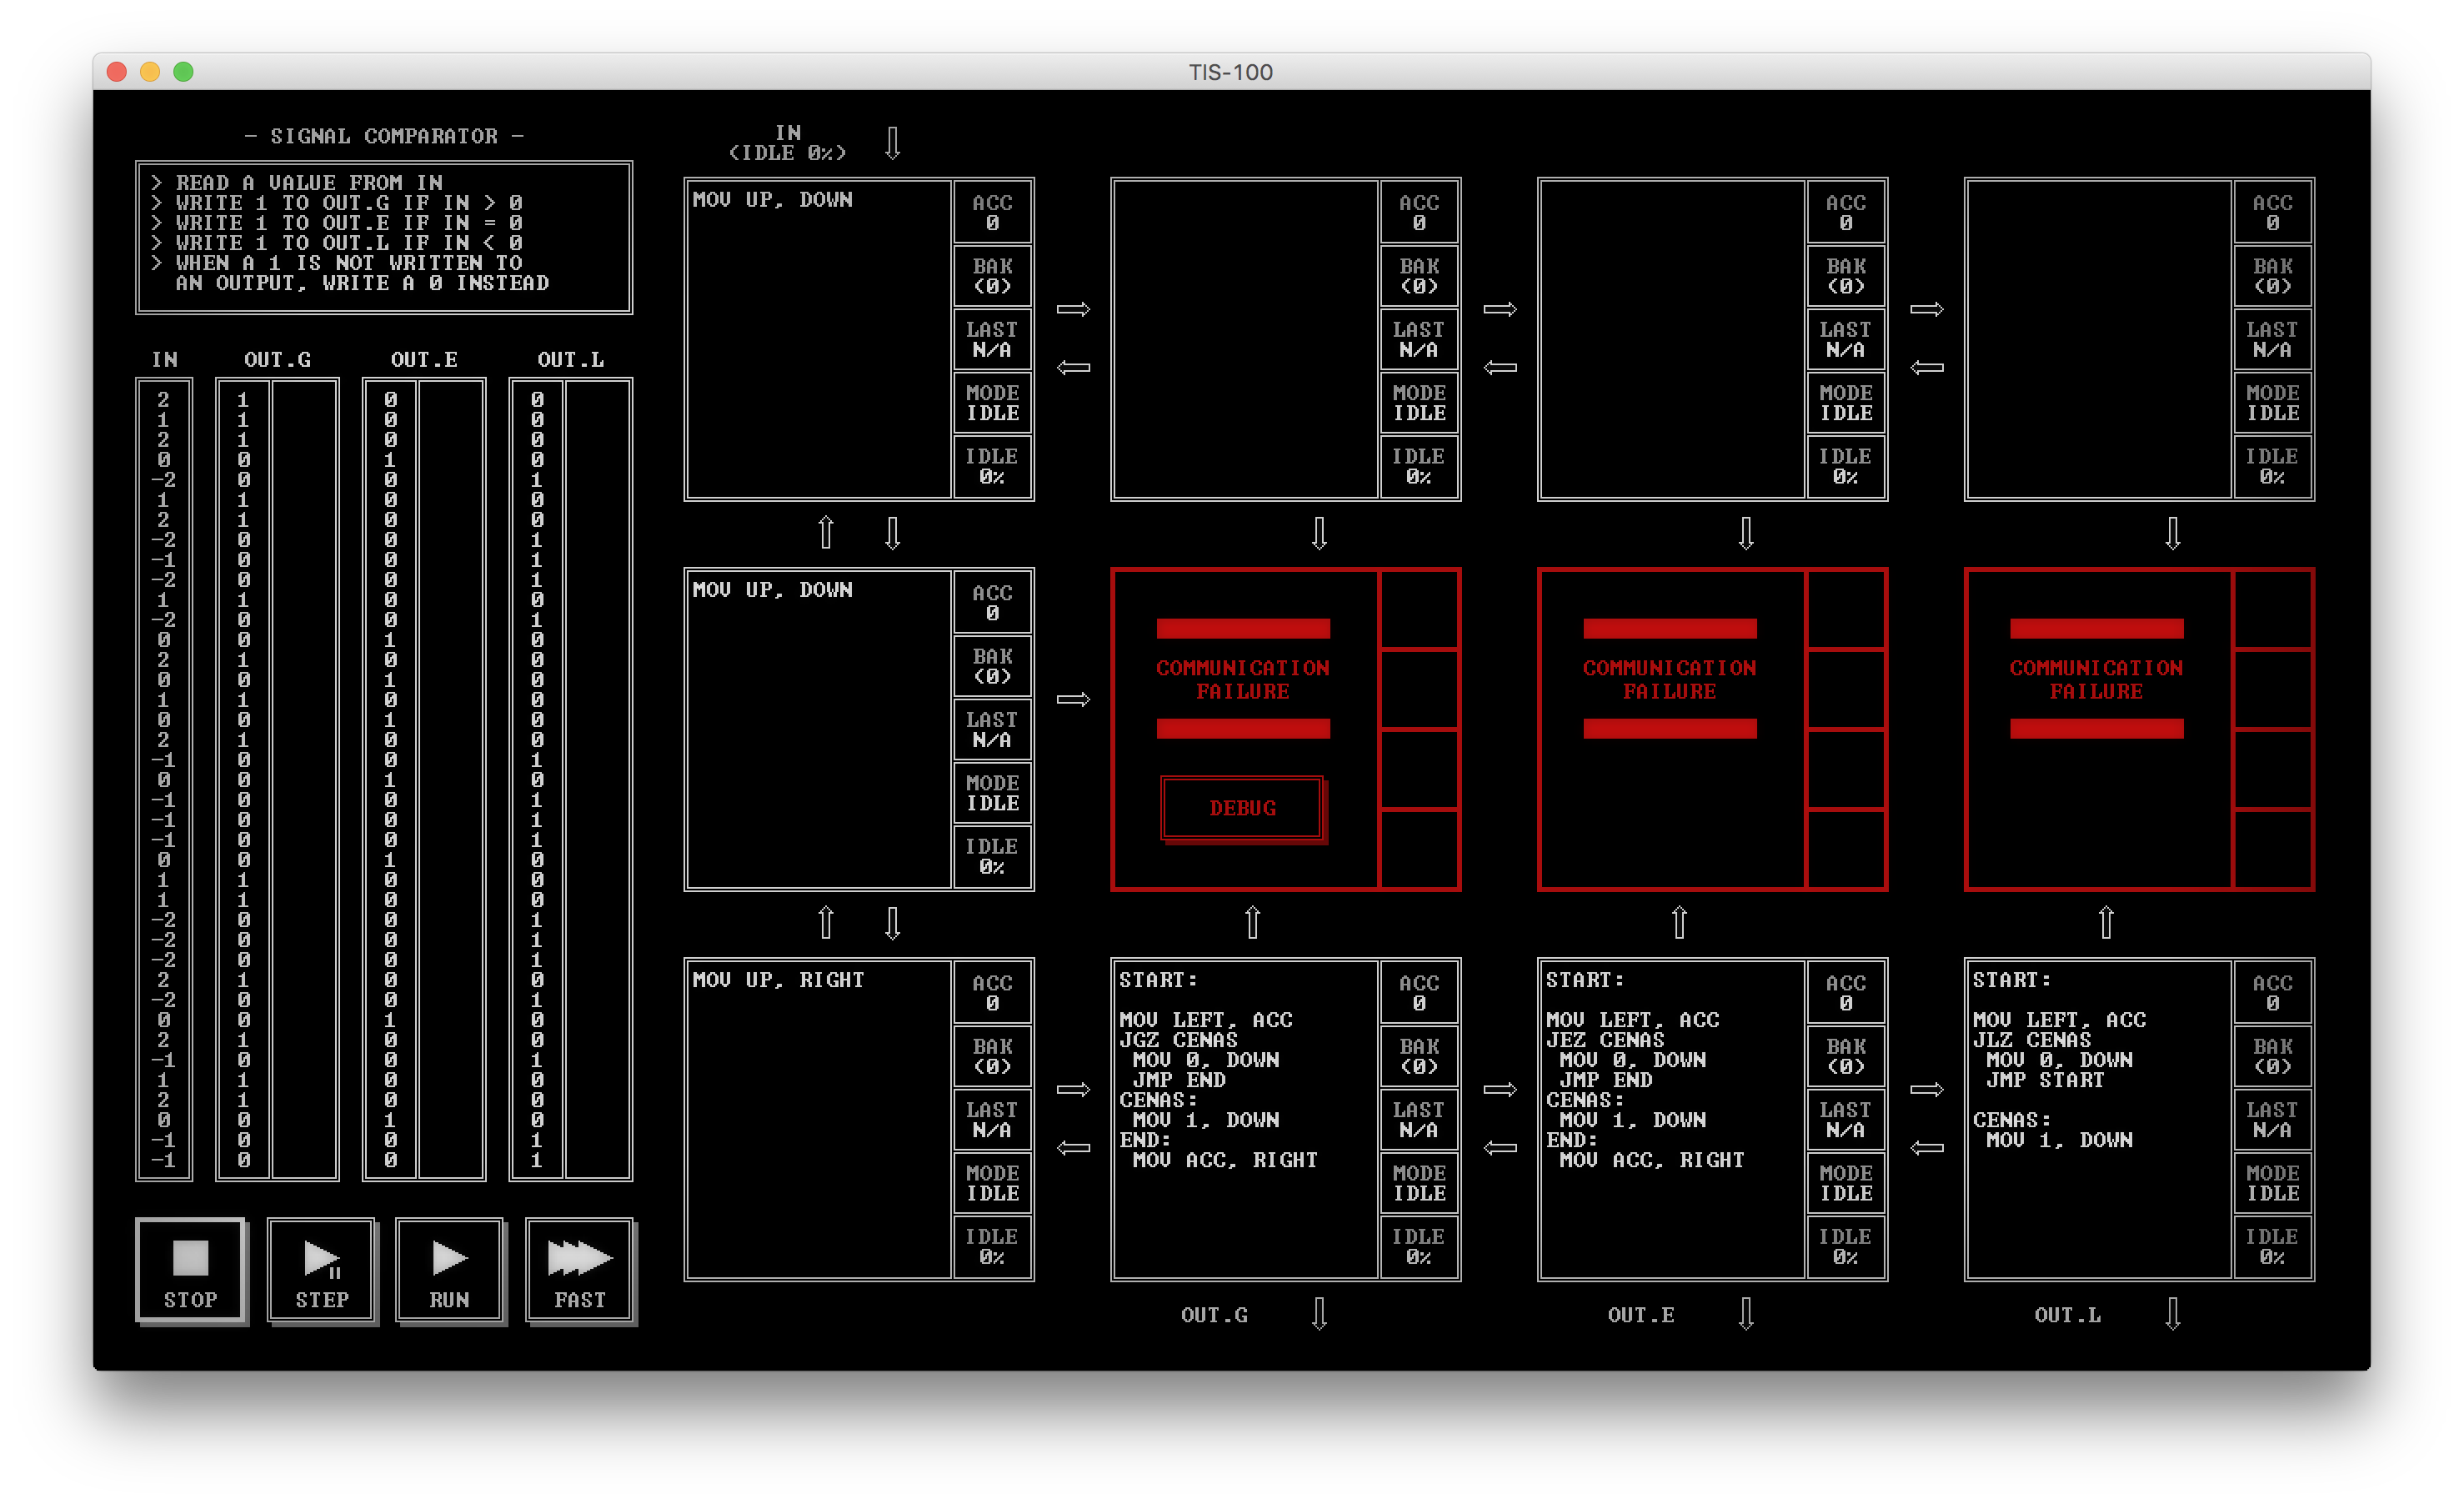 TIS-100
- SIGNAL COMPARATOR -
> READ A VALUE FROM IN
> WRITE 1 TO OUT.G IF IN > 0
> WRITE 1 TO OUT.E IF IN = 0
> WRITE 1 TO OUT.L IF IN < 0
> WHEN A 1 IS NOT WRITTEN TO
AN OUTPUT, WRITE A 0 INSTEAD
IN OUT.G OUT.E OUT.L
2 1 0 0
1 1 0 0
2 1 0 0
0 0 1 0
-2 0 0 1
1 1 0 0
2 1 0 0
-2 0 0 1
-1 0 0 1
-2 0 0 1
1 1 0 0
-2 0 0 1
0 0 1 0
2 1 0 0
0 0 1 0
1 1 0 0
0 0 1 0
2 1 0 0
-1 0 0 1
0 0 1 0
-1 0 0 1
-1 0 0 1
-1 0 0 1
0 0 1 0
1 1 0 0
1 1 0 0
-2 0 0 1
-2 0 0 1
-2 0 0 1
2 1 0 0
-2 0 0 1
0 0 1 0
2 1 0 0
-1 0 0 1
1 1 0 0
2 1 0 0
0 0 1 0
-1 0 0 1
-1 0 0 1
STOP STEP RUN FAST
IN
(IDLE 0%)
MOV UP, DOWN
ACC
0
BAK
(0)
LAST
N/A
MODE
IDLE
IDLE
0%
ACC
0
BAK
(0)
LAST
N/A
MODE
IDLE
IDLE
0%
ACC
0
BAK
(0)
LAST
N/A
MODE
IDLE
IDLE
0%
ACC
0
BAK
(0)
LAST
N/A
MODE
IDLE
IDLE
0%
MOV UP, DOWN
ACC
0
BAK
(0)
LAST
N/A
MODE
IDLE
IDLE
0%
COMMUNICATION
FAILURE
DEBUG
COMMUNICATION
FAILURE
COMMUNICATION
FAILURE
MOV UP, RIGHT
ACC
0
BAK
(0)
LAST
N/A
MODE
IDLE
IDLE
0%
START:
MOV LEFT, ACC
JGZ CENAS
MOV 0, DOWN
JMP END
CENAS:
MOV 1, DOWN
END:
MOV ACC, RIGHT
ACC
0
BAK
(0)
LAST
N/A
MODE
IDLE
IDLE
0%
START:
MOV LEFT, ACC
JEZ CENAS
MOV 0, DOWN
JMP END
CENAS:
MOV 1, DOWN
END:
MOV ACC, RIGHT
ACC
0
BAK
(0)
LAST
N/A
MODE
IDLE
IDLE
0%
START:
MOV LEFT, ACC
JLZ CENAS
MOV 0, DOWN
JMP START
CENAS:
MOV 1, DOWN
ACC
0
BAK
(0)
LAST
N/A
MODE
IDLE
IDLE
0%
OUT.G
OUT.E
OUT.L